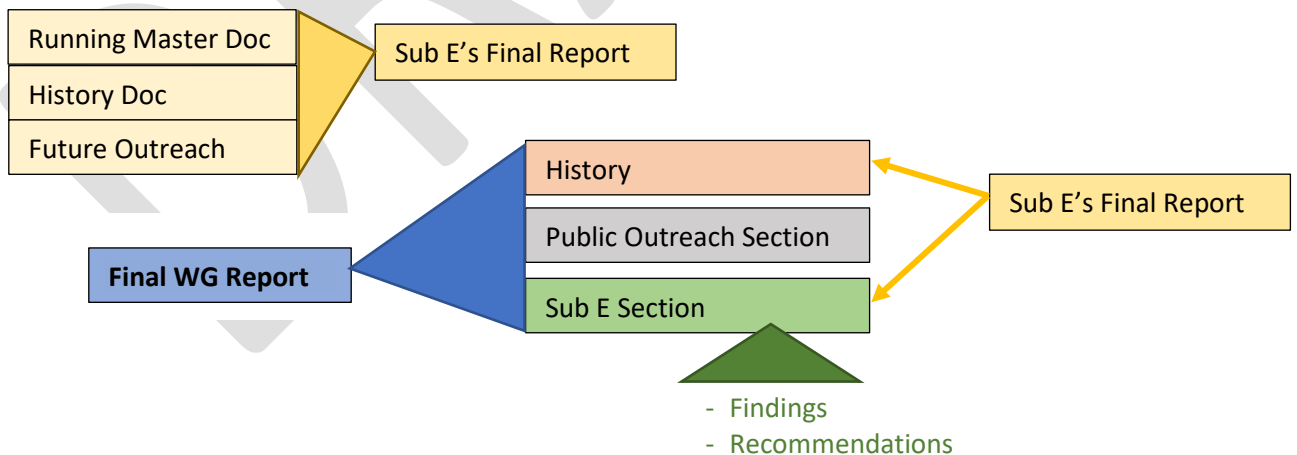 Running Master Doc
History Doc
Future Outreach
Sub E’s Final Report
History
Public Outreach Section
Sub E Section
Sub E’s Final Report
Final WG Report
- Findings
- Recommendations